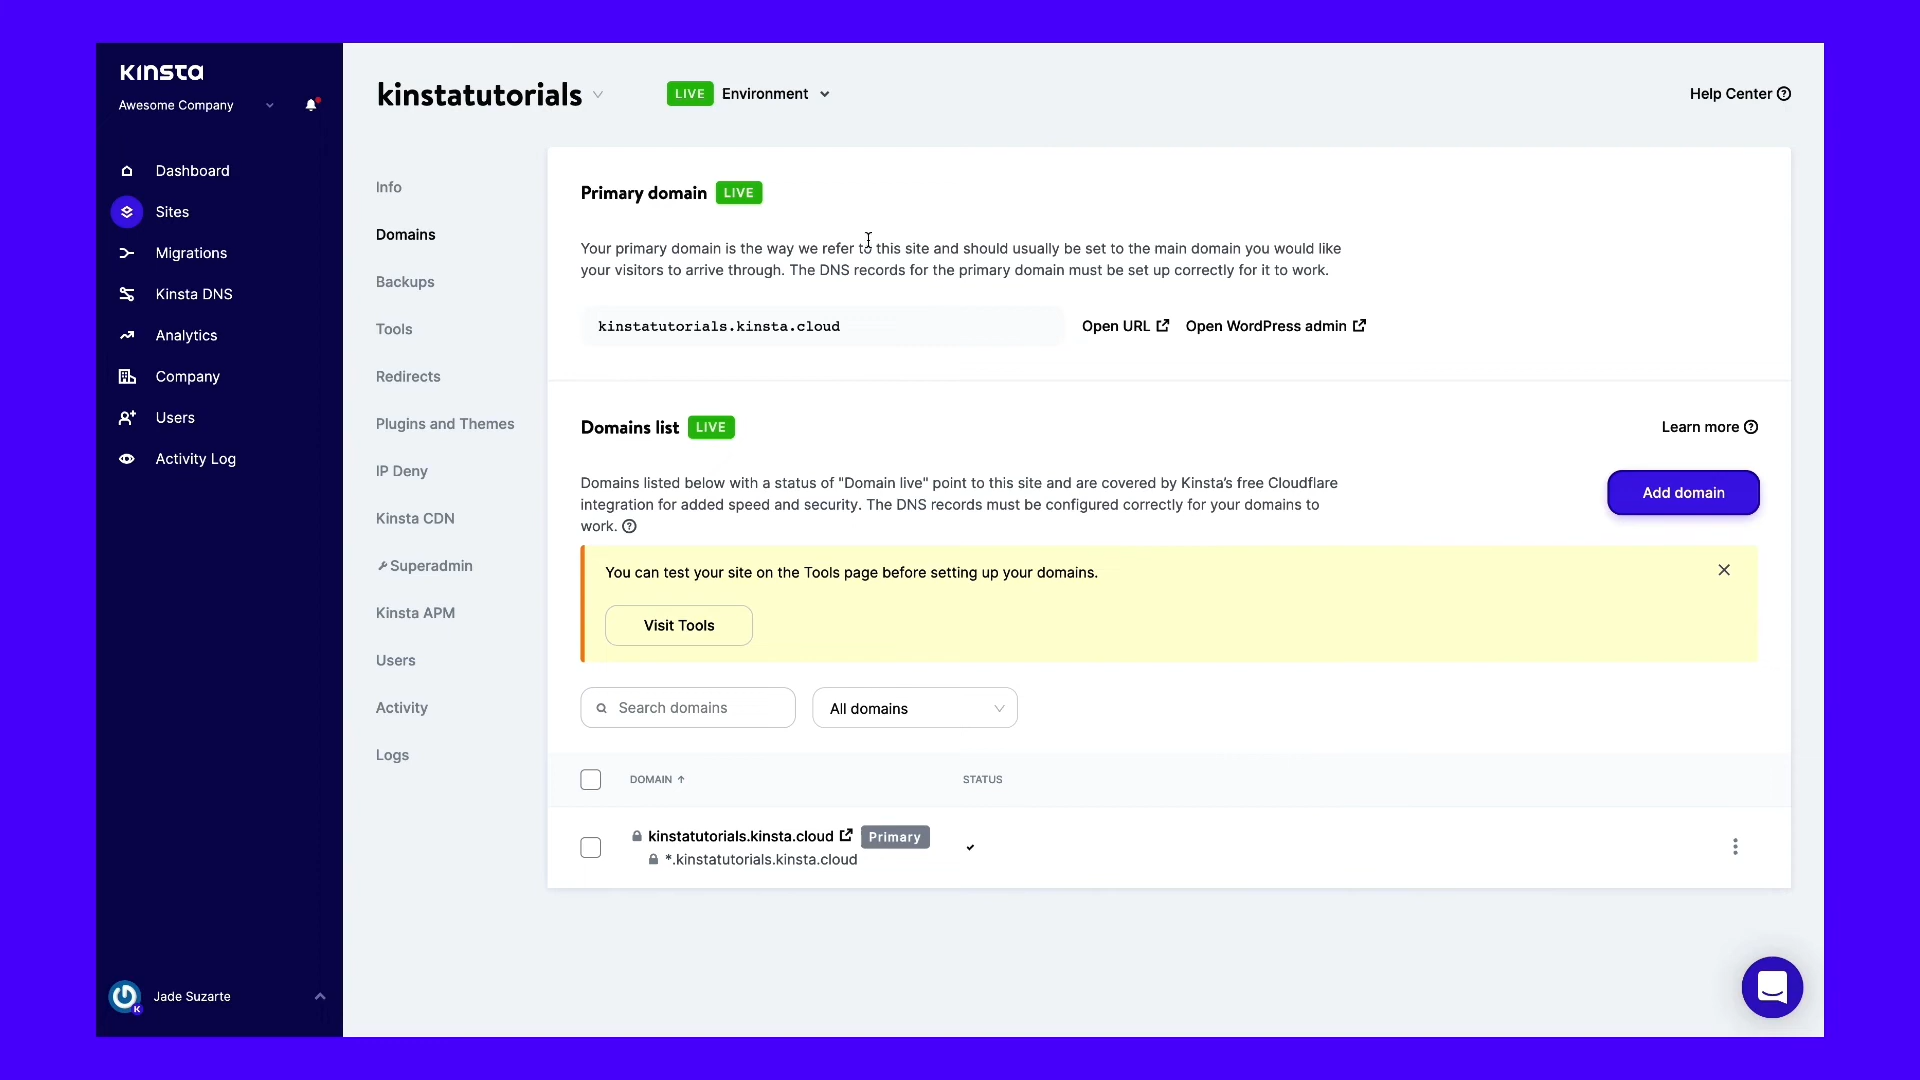 KINSTA
Awesome Company
Dashboard
Sites
Migrations
Kinsta DNS
Analytics
Company
Users
Activity Log
K
Jade Suzarte
kinstatutorials
LIVE Environment
Help Center
Info
Domains
Backups
Tools
Redirects
Plugins and Themes
IP Deny
Kinsta CDN
Superadmin
Kinsta APM
Users
Activity
Logs
Primary domain LIVE
Your primary domain is the way we refer to this site and should usually be set to the main domain you would like
your visitors to arrive through. The DNS records for the primary domain must be set up correctly for it to work.
kinstatutorials.kinsta.cloud
Open URL
Open WordPress admin
Domains list LIVE
Learn more
Domains listed below with a status of "Domain live" point to this site and are covered by Kinsta's free Cloudflare
integration for added speed and security. The DNS records must be configured correctly for your domains to
work.
Add domain
You can test your site on the Tools page before setting up your domains.
Visit Tools
Search domains
All domains
DOMAIN ↑
STATUS
kinstatutorials.kinsta.cloud Primary
*.kinstatutorials.kinsta.cloud